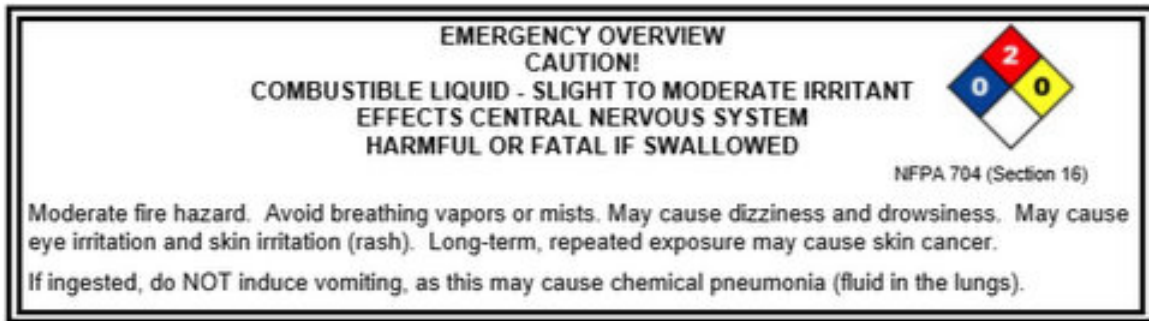 EMERGENCY OVERVIEW
CAUTION!
COMBUSTIBLE LIQUID - SLIGHT TO MODERATE IRRITANT
EFFECTS CENTRAL NERVOUS SYSTEM
HARMFUL OR FATAL IF SWALLOWED
2
0 0
NFPA 704 (Section 16)
Moderate fire hazard. Avoid breathing vapors or mists. May cause dizziness and drowsiness. May cause
eye irritation and skin irritation (rash). Long-term, repeated exposure may cause skin cancer.
If ingested, do NOT induce vomiting, as this may cause chemical pneumonia (fluid in the lungs).